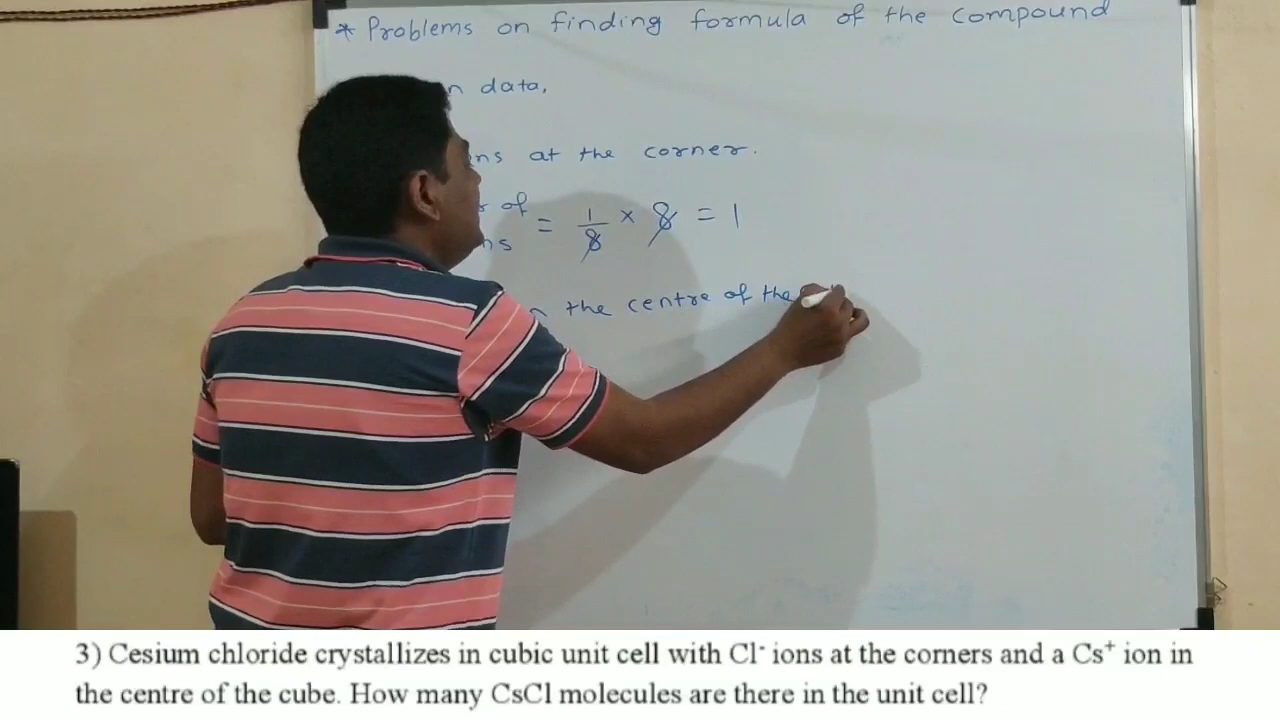 * Problems on finding formula of the compound
n data,
ns at the corner.
of
= 1/8 × 8 = 1
ns
n the centre of the
3) Cesium chloride crystallizes in cubic unit cell with Cl⁻ ions at the corners and a Cs⁺ ion in
the centre of the cube. How many CsCl molecules are there in the unit cell?